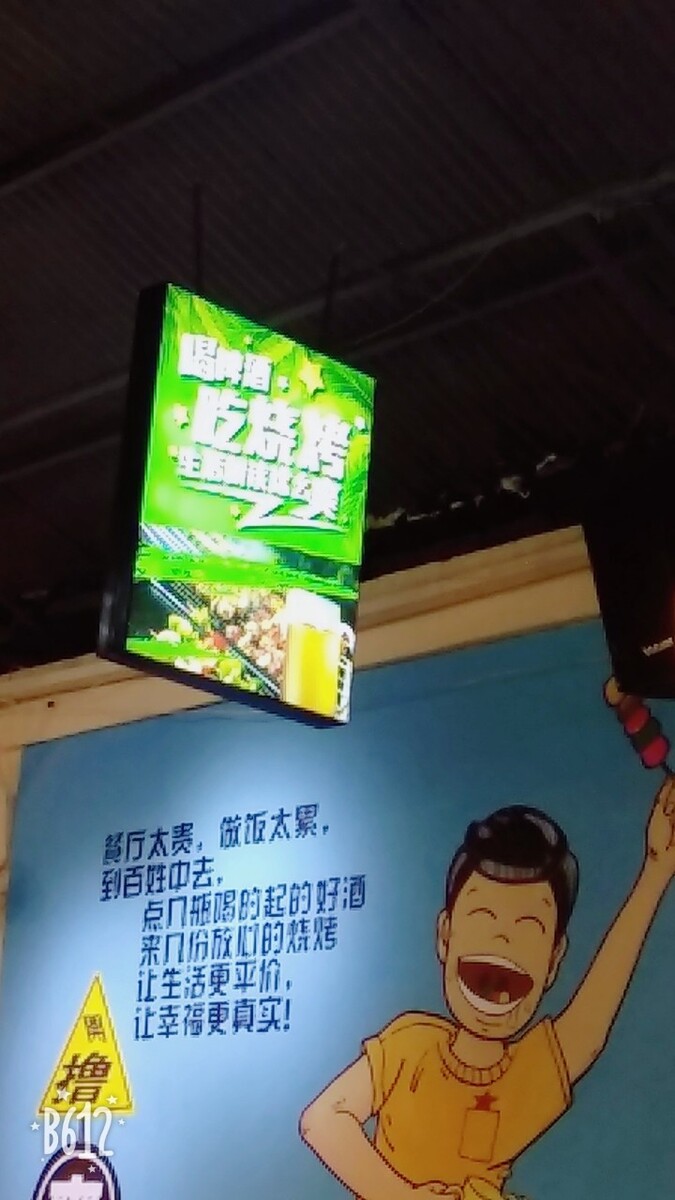 喝啤酒
吃烧烤
餐厅太贵，做饭太累，
到百姓中去，
点几瓶喝的起的好酒
来几份放心的烧烤
让生活更平价，
让幸福更真实！
開
撸
B612